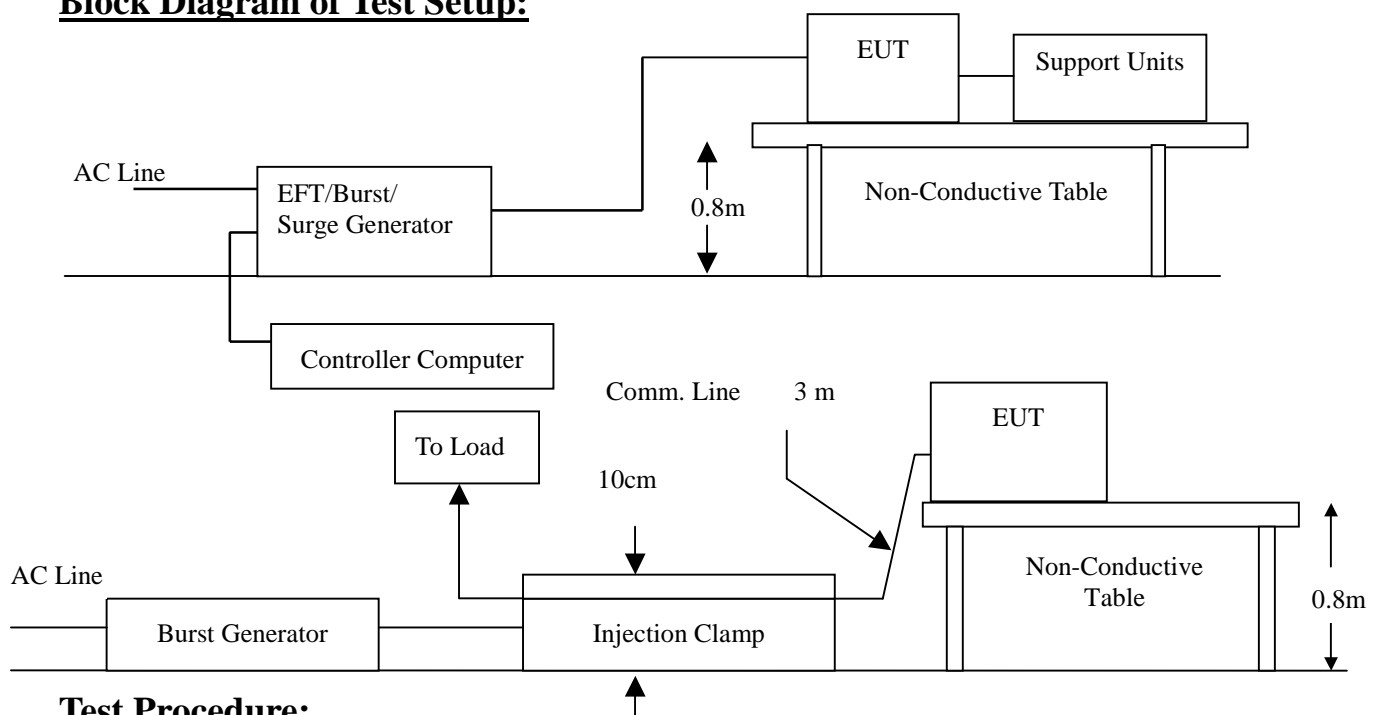 Block Diagram of Test Setup:
EUT
Support Units
AC Line
EFT/Burst/
Surge Generator
0.8m
Non-Conductive Table
Controller Computer
Comm. Line 3 m
EUT
To Load
10cm
AC Line
Non-Conductive
Table
0.8m
Burst Generator
Injection Clamp
Test Procedure: